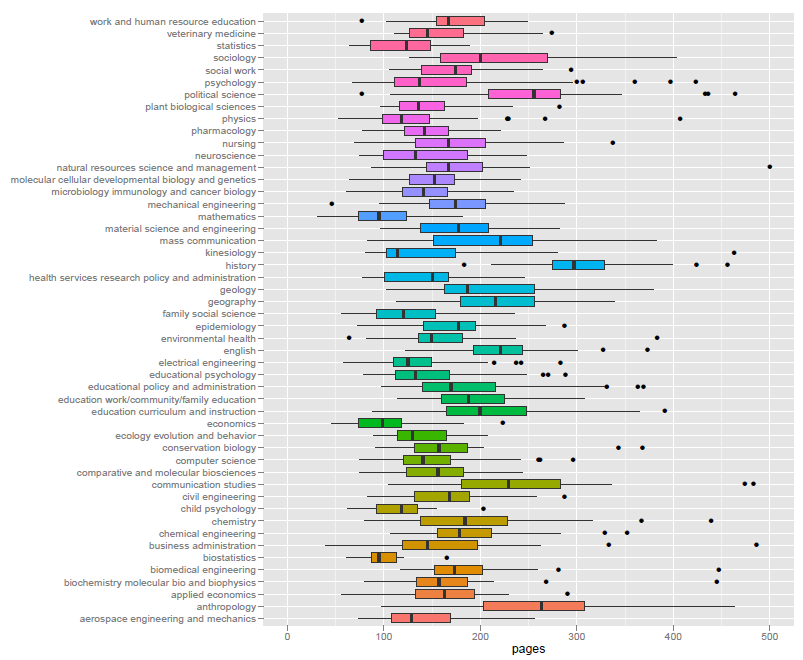 work and human resource education
veterinary medicine
statistics
sociology
social work
psychology
political science
plant biological sciences
physics
pharmacology
nursing
neuroscience
natural resources science and management
molecular cellular developmental biology and genetics
microbiology immunology and cancer biology
mechanical engineering
mathematics
material science and engineering
mass communication
kinesiology
history
health services research policy and administration
geology
geography
family social science
epidemiology
environmental health
english
electrical engineering
educational psychology
educational policy and administration
education work/community/family education
education curriculum and instruction
economics
ecology evolution and behavior
conservation biology
computer science
comparative and molecular biosciences
communication studies
civil engineering
child psychology
chemistry
chemical engineering
business administration
biostatistics
biomedical engineering
biochemistry molecular bio and biophysics
applied economics
anthropology
aerospace engineering and mechanics
0 100 200 300 400 500
pages